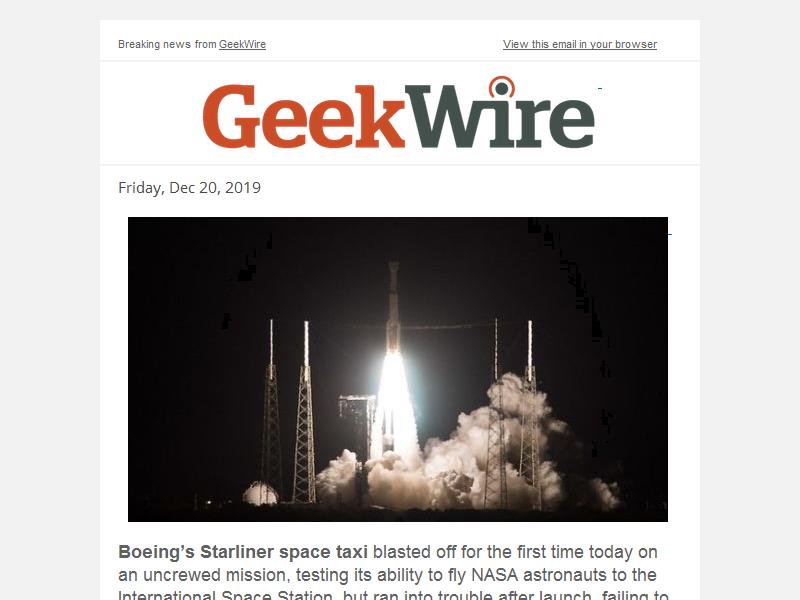 Breaking news from GeekWire
View this email in your browser
GeekWire
Friday, Dec 20, 2019
Boeing’s Starliner space taxi blasted off for the first time today on
an uncrewed mission, testing its ability to fly NASA astronauts to the
International Space Station, but ran into trouble after launch, failing to